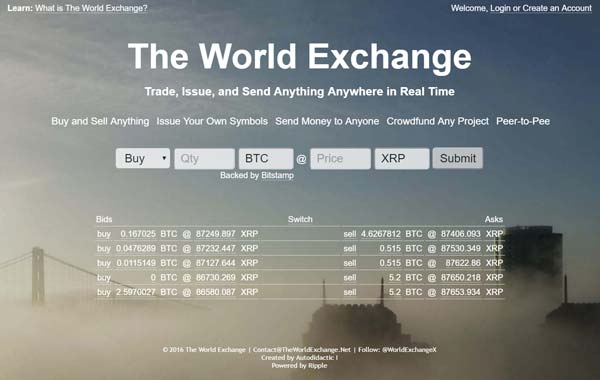 Learn: What is The World Exchange?
Welcome, Login or Create an Account
The World Exchange
Trade, Issue, and Send Anything Anywhere in Real Time
Buy and Sell Anything Issue Your Own Symbols Send Money to Anyone Crowdfund Any Project Peer-to-Pee
Buy Qty BTC @ Price XRP Submit
Backed by Bitstamp
Bids Switch Asks
buy 0.167025 BTC @ 87249.897 XRP sell 4.6267812 BTC @ 87406.093 XRP
buy 0.0476289 BTC @ 87232.447 XRP sell 0.515 BTC @ 87530.349 XRP
buy 0.0115149 BTC @ 87127.644 XRP sell 0.515 BTC @ 87622.86 XRP
buy 0 BTC @ 86730.269 XRP sell 5.2 BTC @ 87650.218 XRP
buy 2.5970027 BTC @ 86580.087 XRP sell 5.2 BTC @ 87653.934 XRP
© 2016 The World Exchange | Contact@TheWorldExchange.Net | Follow: @WorldExchangeX
Created by Autodidactic I
Powered by Ripple